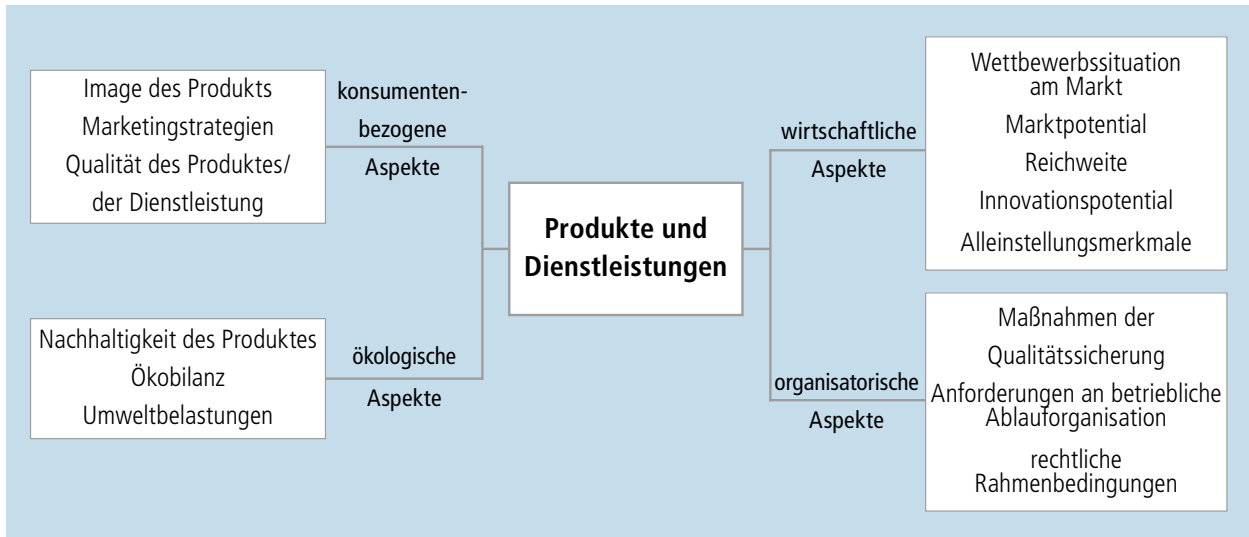 Image des Produkts
Marketingstrategien
Qualität des Produktes/
der Dienstleistung
konsumenten-
bezogene
Aspekte
Nachhaltigkeit des Produktes
Ökobilanz
Umweltbelastungen
ökologische
Aspekte
Produkte und
Dienstleistungen
wirtschaftliche
Aspekte
Wettbewerbssituation
am Markt
Marktpotential
Reichweite
Innovationspotential
Alleinstellungsmerkmale
organisatorische
Aspekte
Maßnahmen der
Qualitätssicherung
Anforderungen an betriebliche
Ablauforganisation
rechtliche
Rahmenbedingungen